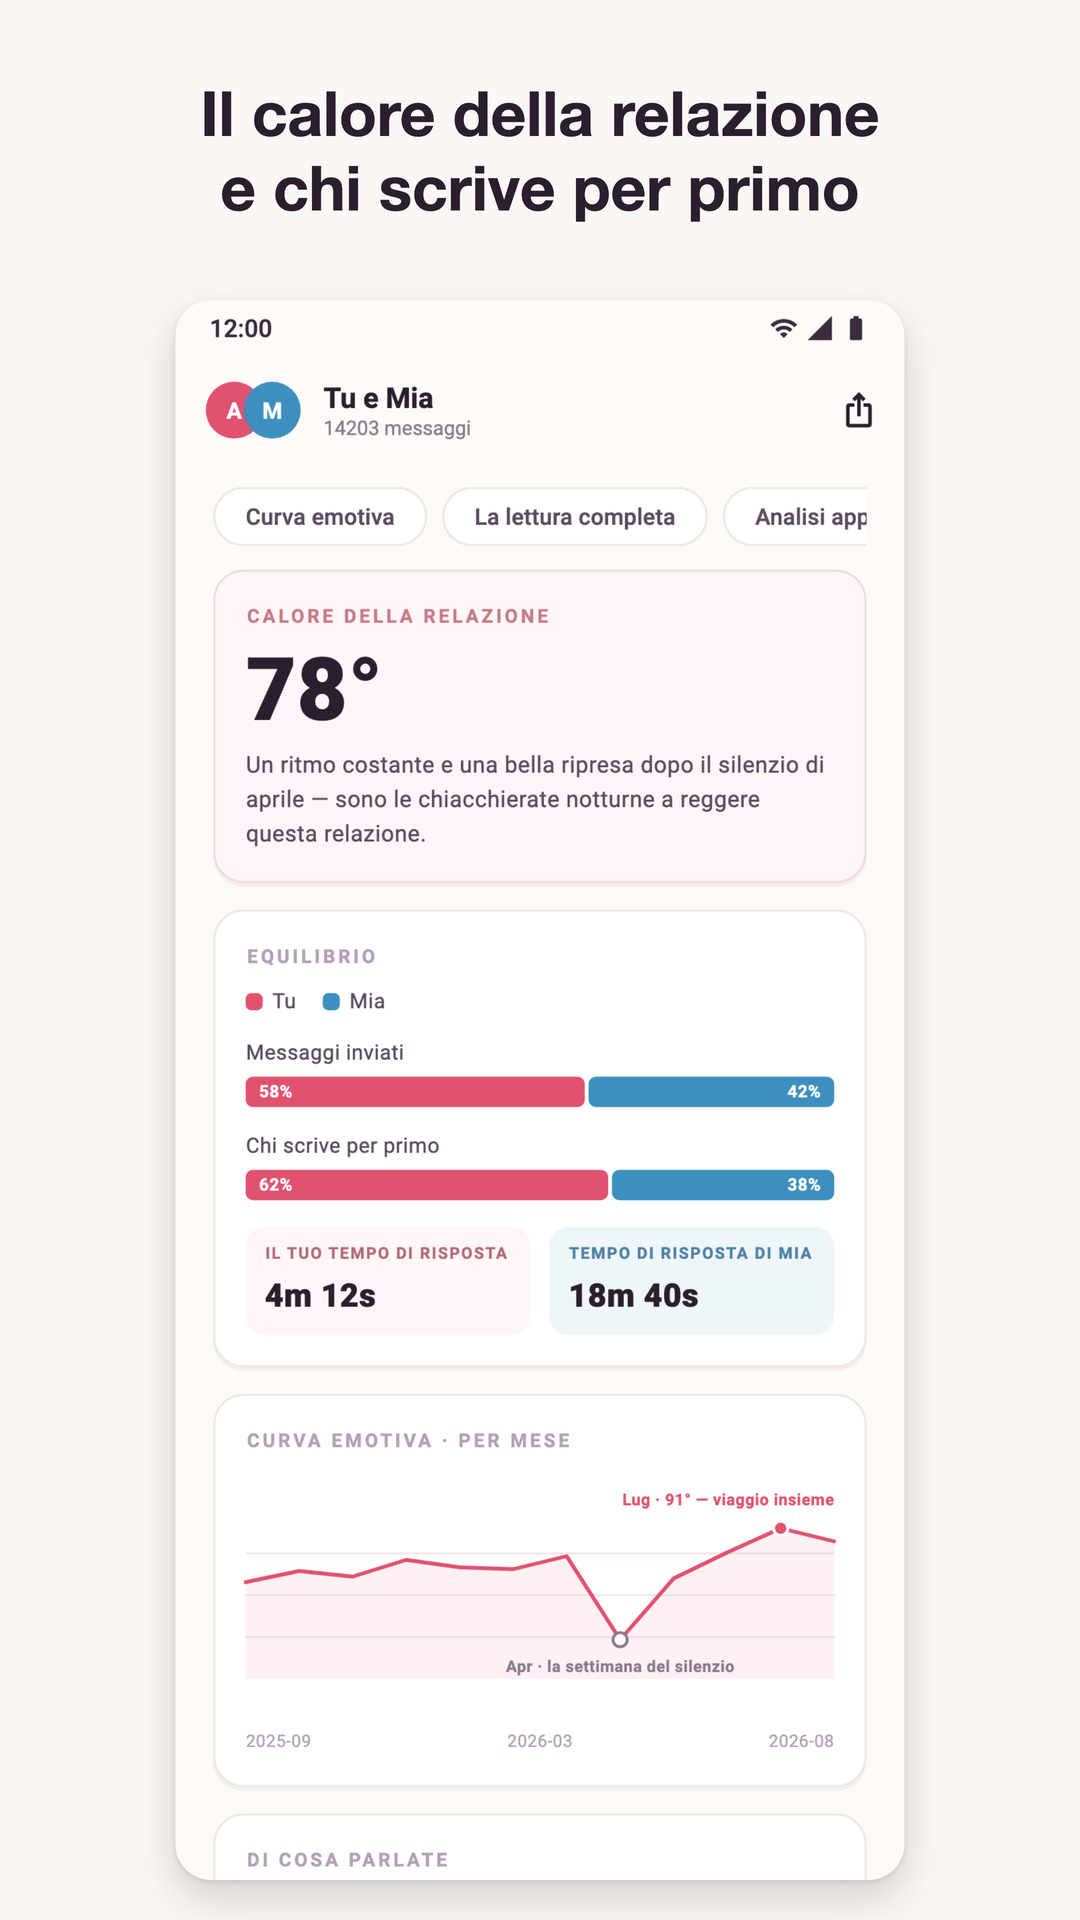 Il calore della relazione
e chi scrive per primo
12:00
A M
Tu e Mia
14203 messaggi
Curva emotiva
La lettura completa
Analisi app
CALORE DELLA RELAZIONE
78°
Un ritmo costante e una bella ripresa dopo il silenzio di
aprile — sono le chiacchierate notturne a reggere
questa relazione.
EQUILIBRIO
Tu Mia
Messaggi inviati
58% 42%
Chi scrive per primo
62% 38%
IL TUO TEMPO DI RISPOSTA
4m 12s
TEMPO DI RISPOSTA DI MIA
18m 40s
CURVA EMOTIVA · PER MESE
Lug · 91° — viaggio insieme
Apr · la settimana del silenzio
2025-09 2026-03 2026-08
DI COSA PARLATE